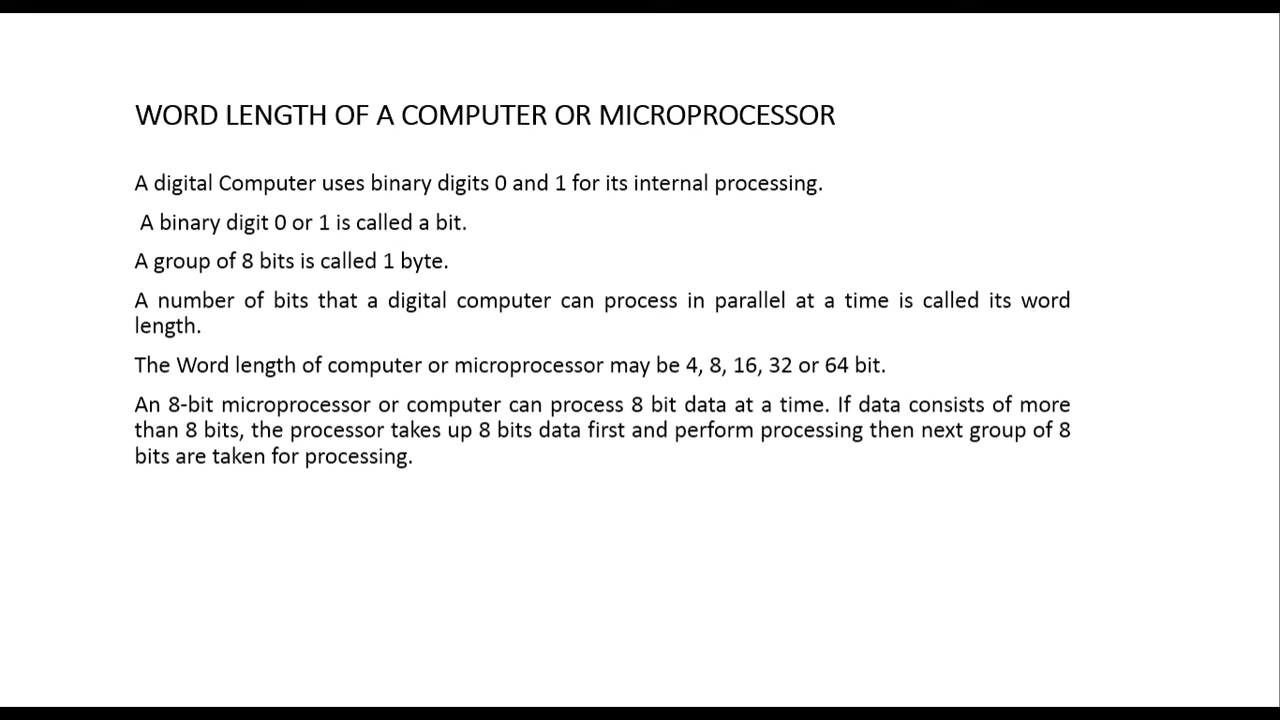 WORD LENGTH OF A COMPUTER OR MICROPROCESSOR
A digital Computer uses binary digits 0 and 1 for its internal processing.
A binary digit 0 or 1 is called a bit.
A group of 8 bits is called 1 byte.
A number of bits that a digital computer can process in parallel at a time is called its word
length.
The Word length of computer or microprocessor may be 4, 8, 16, 32 or 64 bit.
An 8-bit microprocessor or computer can process 8 bit data at a time. If data consists of more
than 8 bits, the processor takes up 8 bits data first and perform processing then next group of 8
bits are taken for processing.